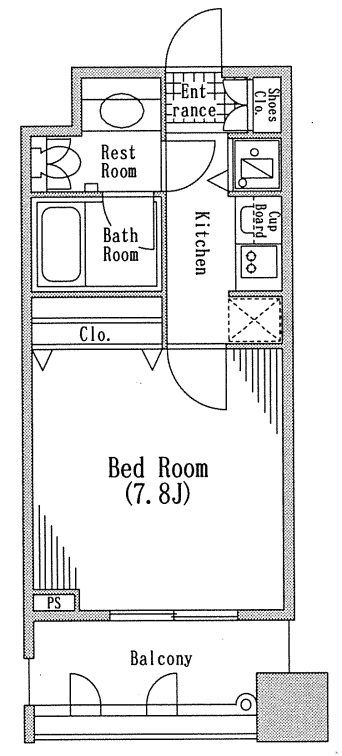 Ent
rance
Shoes
Clo.
Rest
Room
Bath
Room
Kitchen
Cup
Board
Clo.
Bed Room
(7.8J)
PS
Balcony